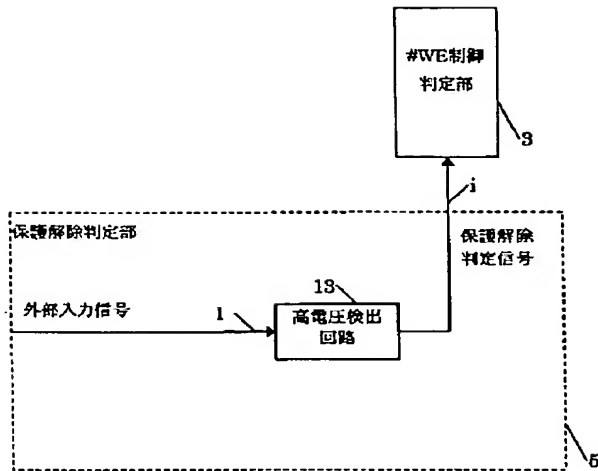 #WE制御
判定部
3
i
保護解除判定部
保護解除
判定信号
外部入力信号
1
13
高電圧検出
回路
5